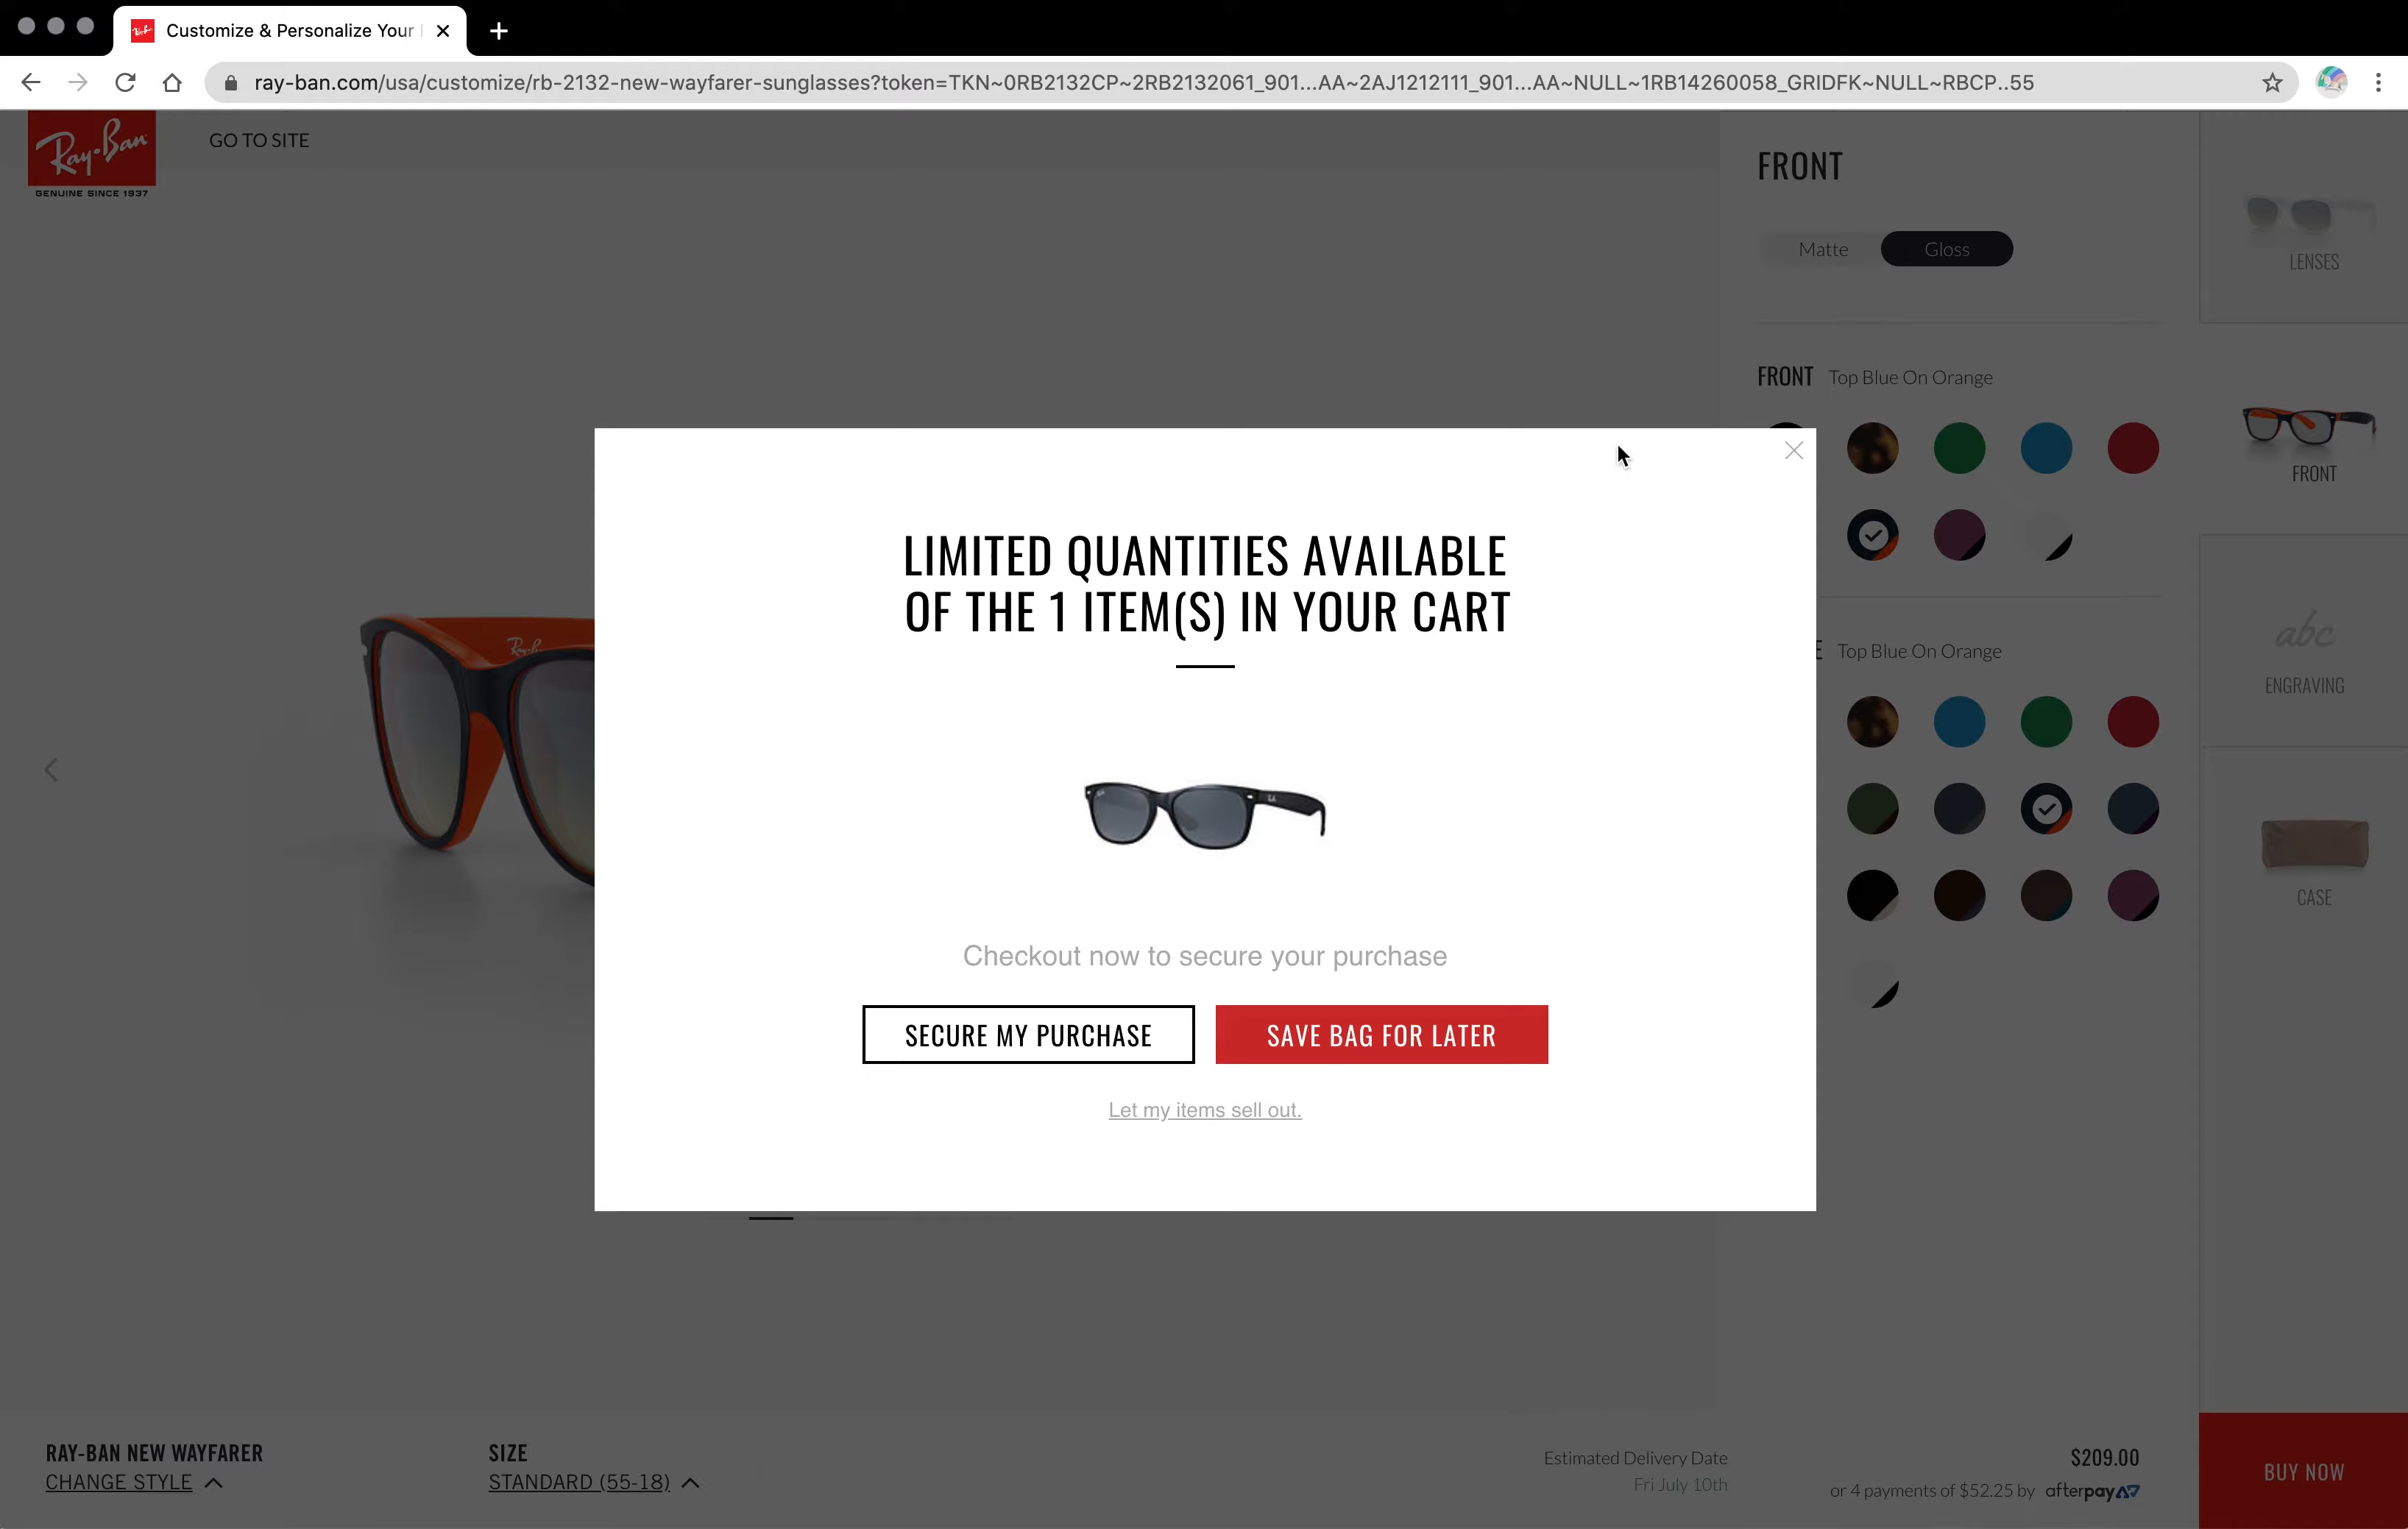 Customize & Personalize Your
ray-ban.com/usa/customize/rb-2132-new-wayfarer-sunglasses?token=TKN~0RB2132CP~2RB2132061_901...AA~2AJ1212111_901...AA~NULL~1RB14260058_GRIDFK~NULL~RBCP..55
Ray-Ban
GENUINE SINCE 1937
GO TO SITE
FRONT
Matte
Gloss
LENSES
FRONT Top Blue On Orange
FRONT
LIMITED QUANTITIES AVAILABLE
OF THE 1 ITEM(S) IN YOUR CART
E Top Blue On Orange
abc
ENGRAVING
CASE
Checkout now to secure your purchase
SECURE MY PURCHASE
SAVE BAG FOR LATER
Let my items sell out.
RAY-BAN NEW WAYFARER
CHANGE STYLE
SIZE
STANDARD (55-18)
Estimated Delivery Date
Fri July 10th
$209.00
or 4 payments of $52.25 by afterpay
BUY NOW